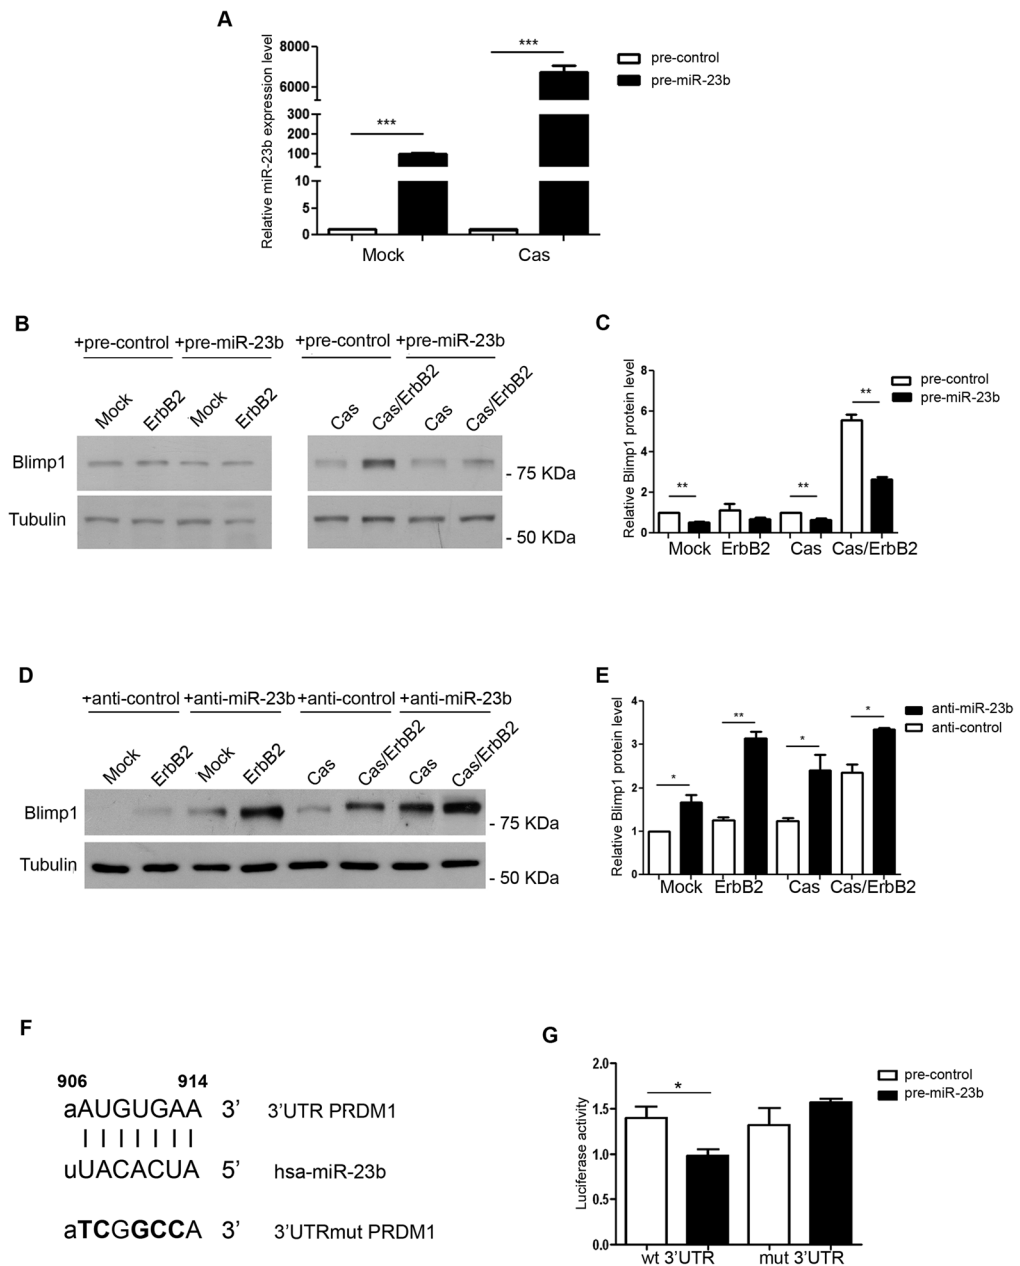 A
Relative miR-23b expression level
8000
6000
300
200
100
10
5
0
***
***
pre-control
pre-miR-23b
Mock Cas
B
+pre-control +pre-miR-23b +pre-control +pre-miR-23b
Mock ErbB2 Mock ErbB2 Cas Cas/ErbB2 Cas Cas/ErbB2
Blimp1
- 75 KDa
Tubulin
- 50 KDa
C
Relative Blimp1 protein level
8
6
4
2
0
** ** **
pre-control
pre-miR-23b
Mock ErbB2 Cas Cas/ErbB2
D
+anti-control +anti-miR-23b +anti-control +anti-miR-23b
Mock ErbB2 Mock ErbB2 Cas Cas/ErbB2 Cas Cas/ErbB2
Blimp1
- 75 KDa
Tubulin
- 50 KDa
E
Relative Blimp1 protein level
4
3
2
1
0
* ** * *
anti-miR-23b
anti-control
Mock ErbB2 Cas Cas/ErbB2
F
906 914
aAUGUGAA 3’ 3’UTR PRDM1
uUACACUA 5’ hsa-miR-23b
aTCGGCCA 3’ 3’UTRmut PRDM1
G
Luciferase activity
2.0
1.5
1.0
0.5
0.0
*
pre-control
pre-miR-23b
wt 3’UTR mut 3’UTR